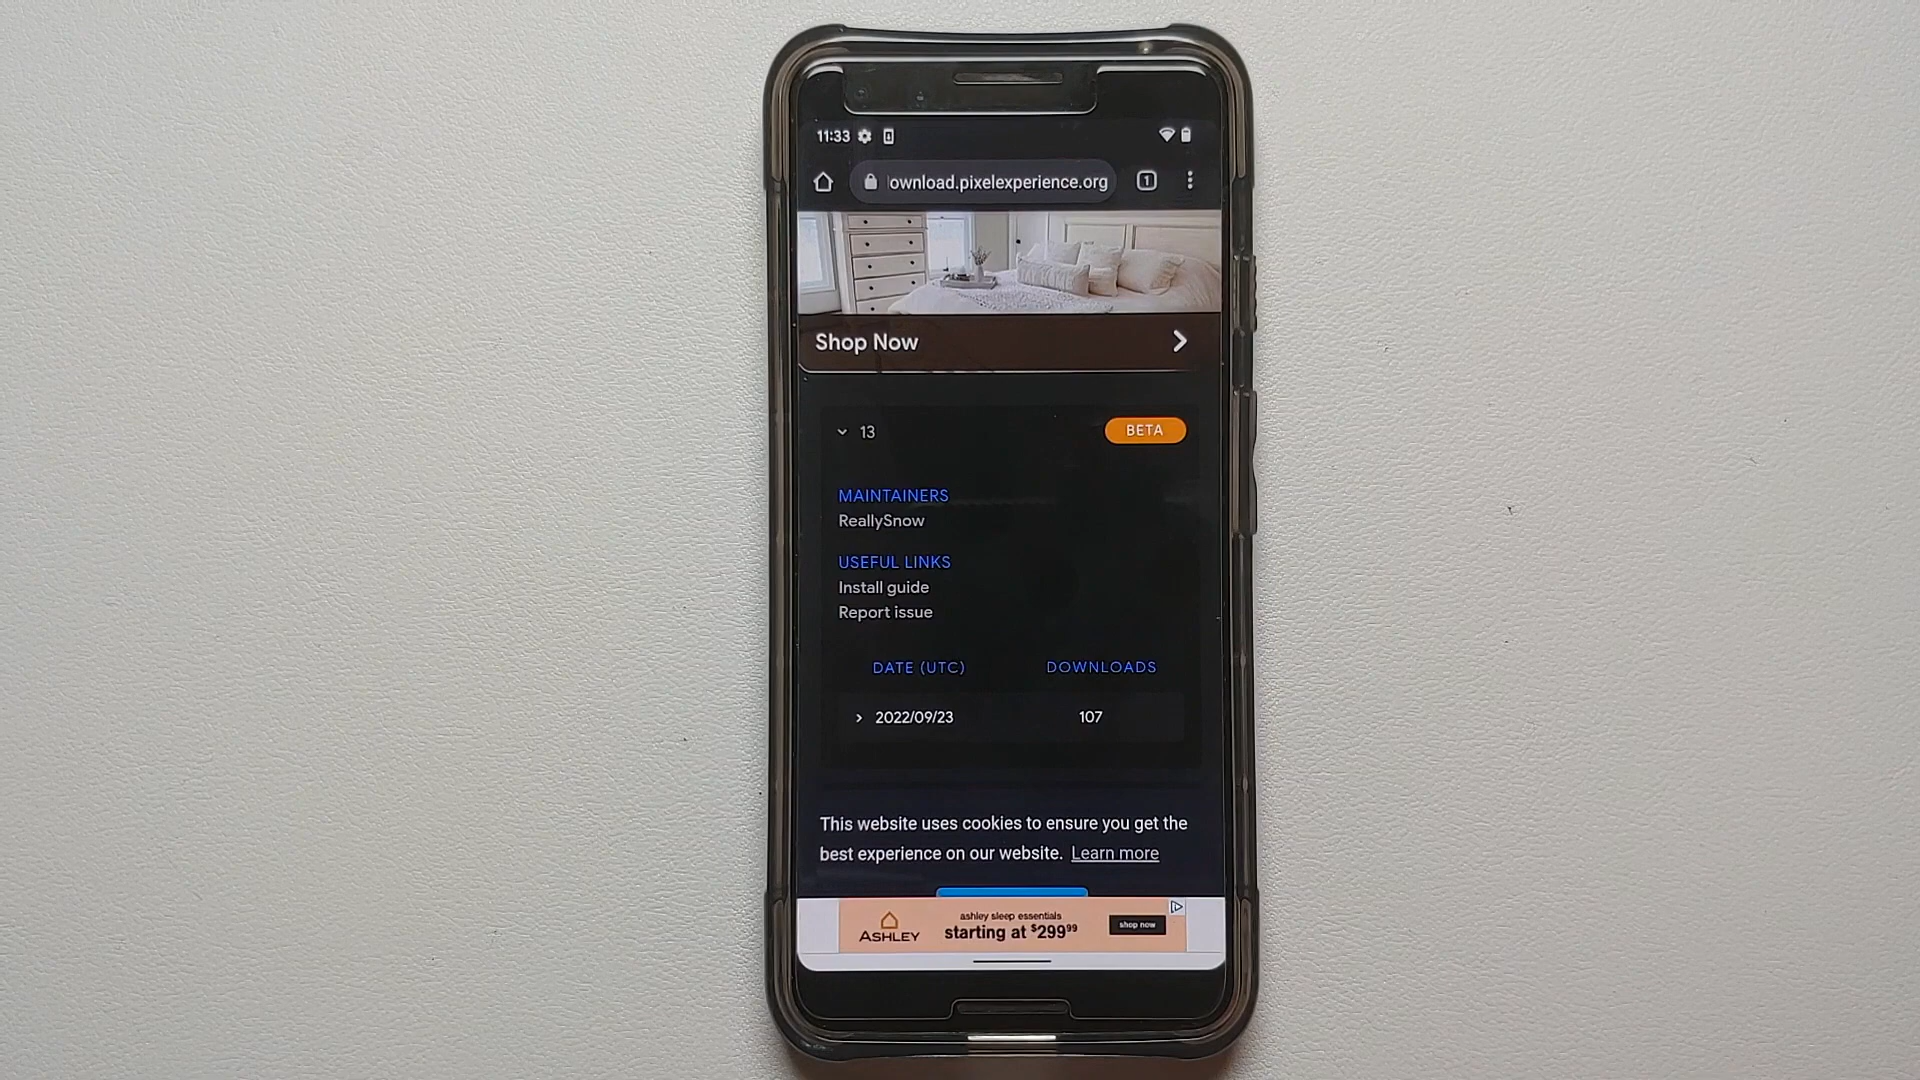 11:33
ownload.pixelexperience.org
1
Shop Now
13
BETA
MAINTAINERS
ReallySnow
USEFUL LINKS
Install guide
Report issue
DATE (UTC) DOWNLOADS
2022/09/23 107
This website uses cookies to ensure you get the
best experience on our website. Learn more
ASHLEY
ashley sleep essentials
starting at $299⁹⁹
shop now